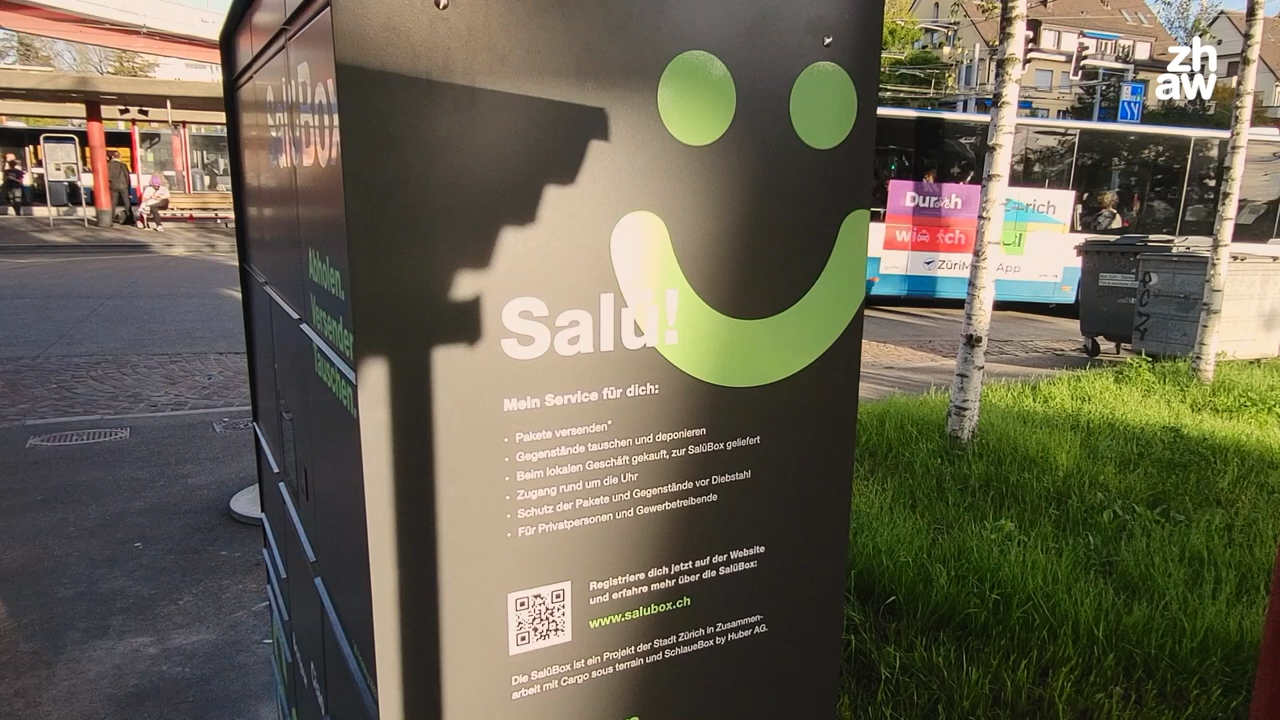 zh
aw
SalüBox
Abholen.
Versenden.
Tauschen.
Salü!
Mein Service für dich:
• Pakete versenden*
• Gegenstände tauschen und deponieren
• Beim lokalen Geschäft gekauft, zur SalüBox geliefert
• Zugang rund um die Uhr
• Schutz der Pakete und Gegenstände vor Diebstahl
• Für Privatpersonen und Gewerbetreibende
Registriere dich jetzt auf der Website
und erfahre mehr über die SalüBox:
www.salubox.ch
Die SalüBox ist ein Projekt der Stadt Zürich in Zusammen-
arbeit mit Cargo sous terrain und SchlaueBox by Huber AG.
Durch Zürich
ZüriM App